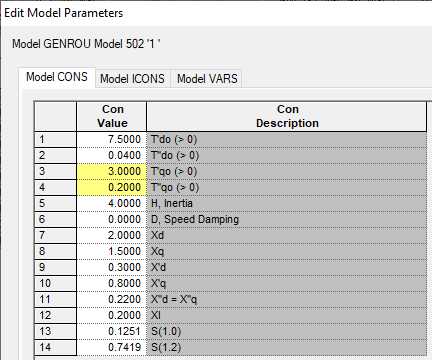 Edit Model Parameters
Model GENROU Model 502 '1 '
Model CONS Model ICONS Model VARS
Con Value Con Description
1 7.5000 T'do (> 0)
2 0.0400 T''do (> 0)
3 3.0000 T'qo (> 0)
4 0.2000 T''qo (> 0)
5 4.0000 H, Inertia
6 0.0000 D, Speed Damping
7 2.0000 Xd
8 1.5000 Xq
9 0.3000 X'd
10 0.8000 X'q
11 0.2200 X''d = X''q
12 0.2000 Xl
13 0.1251 S(1.0)
14 0.7419 S(1.2)